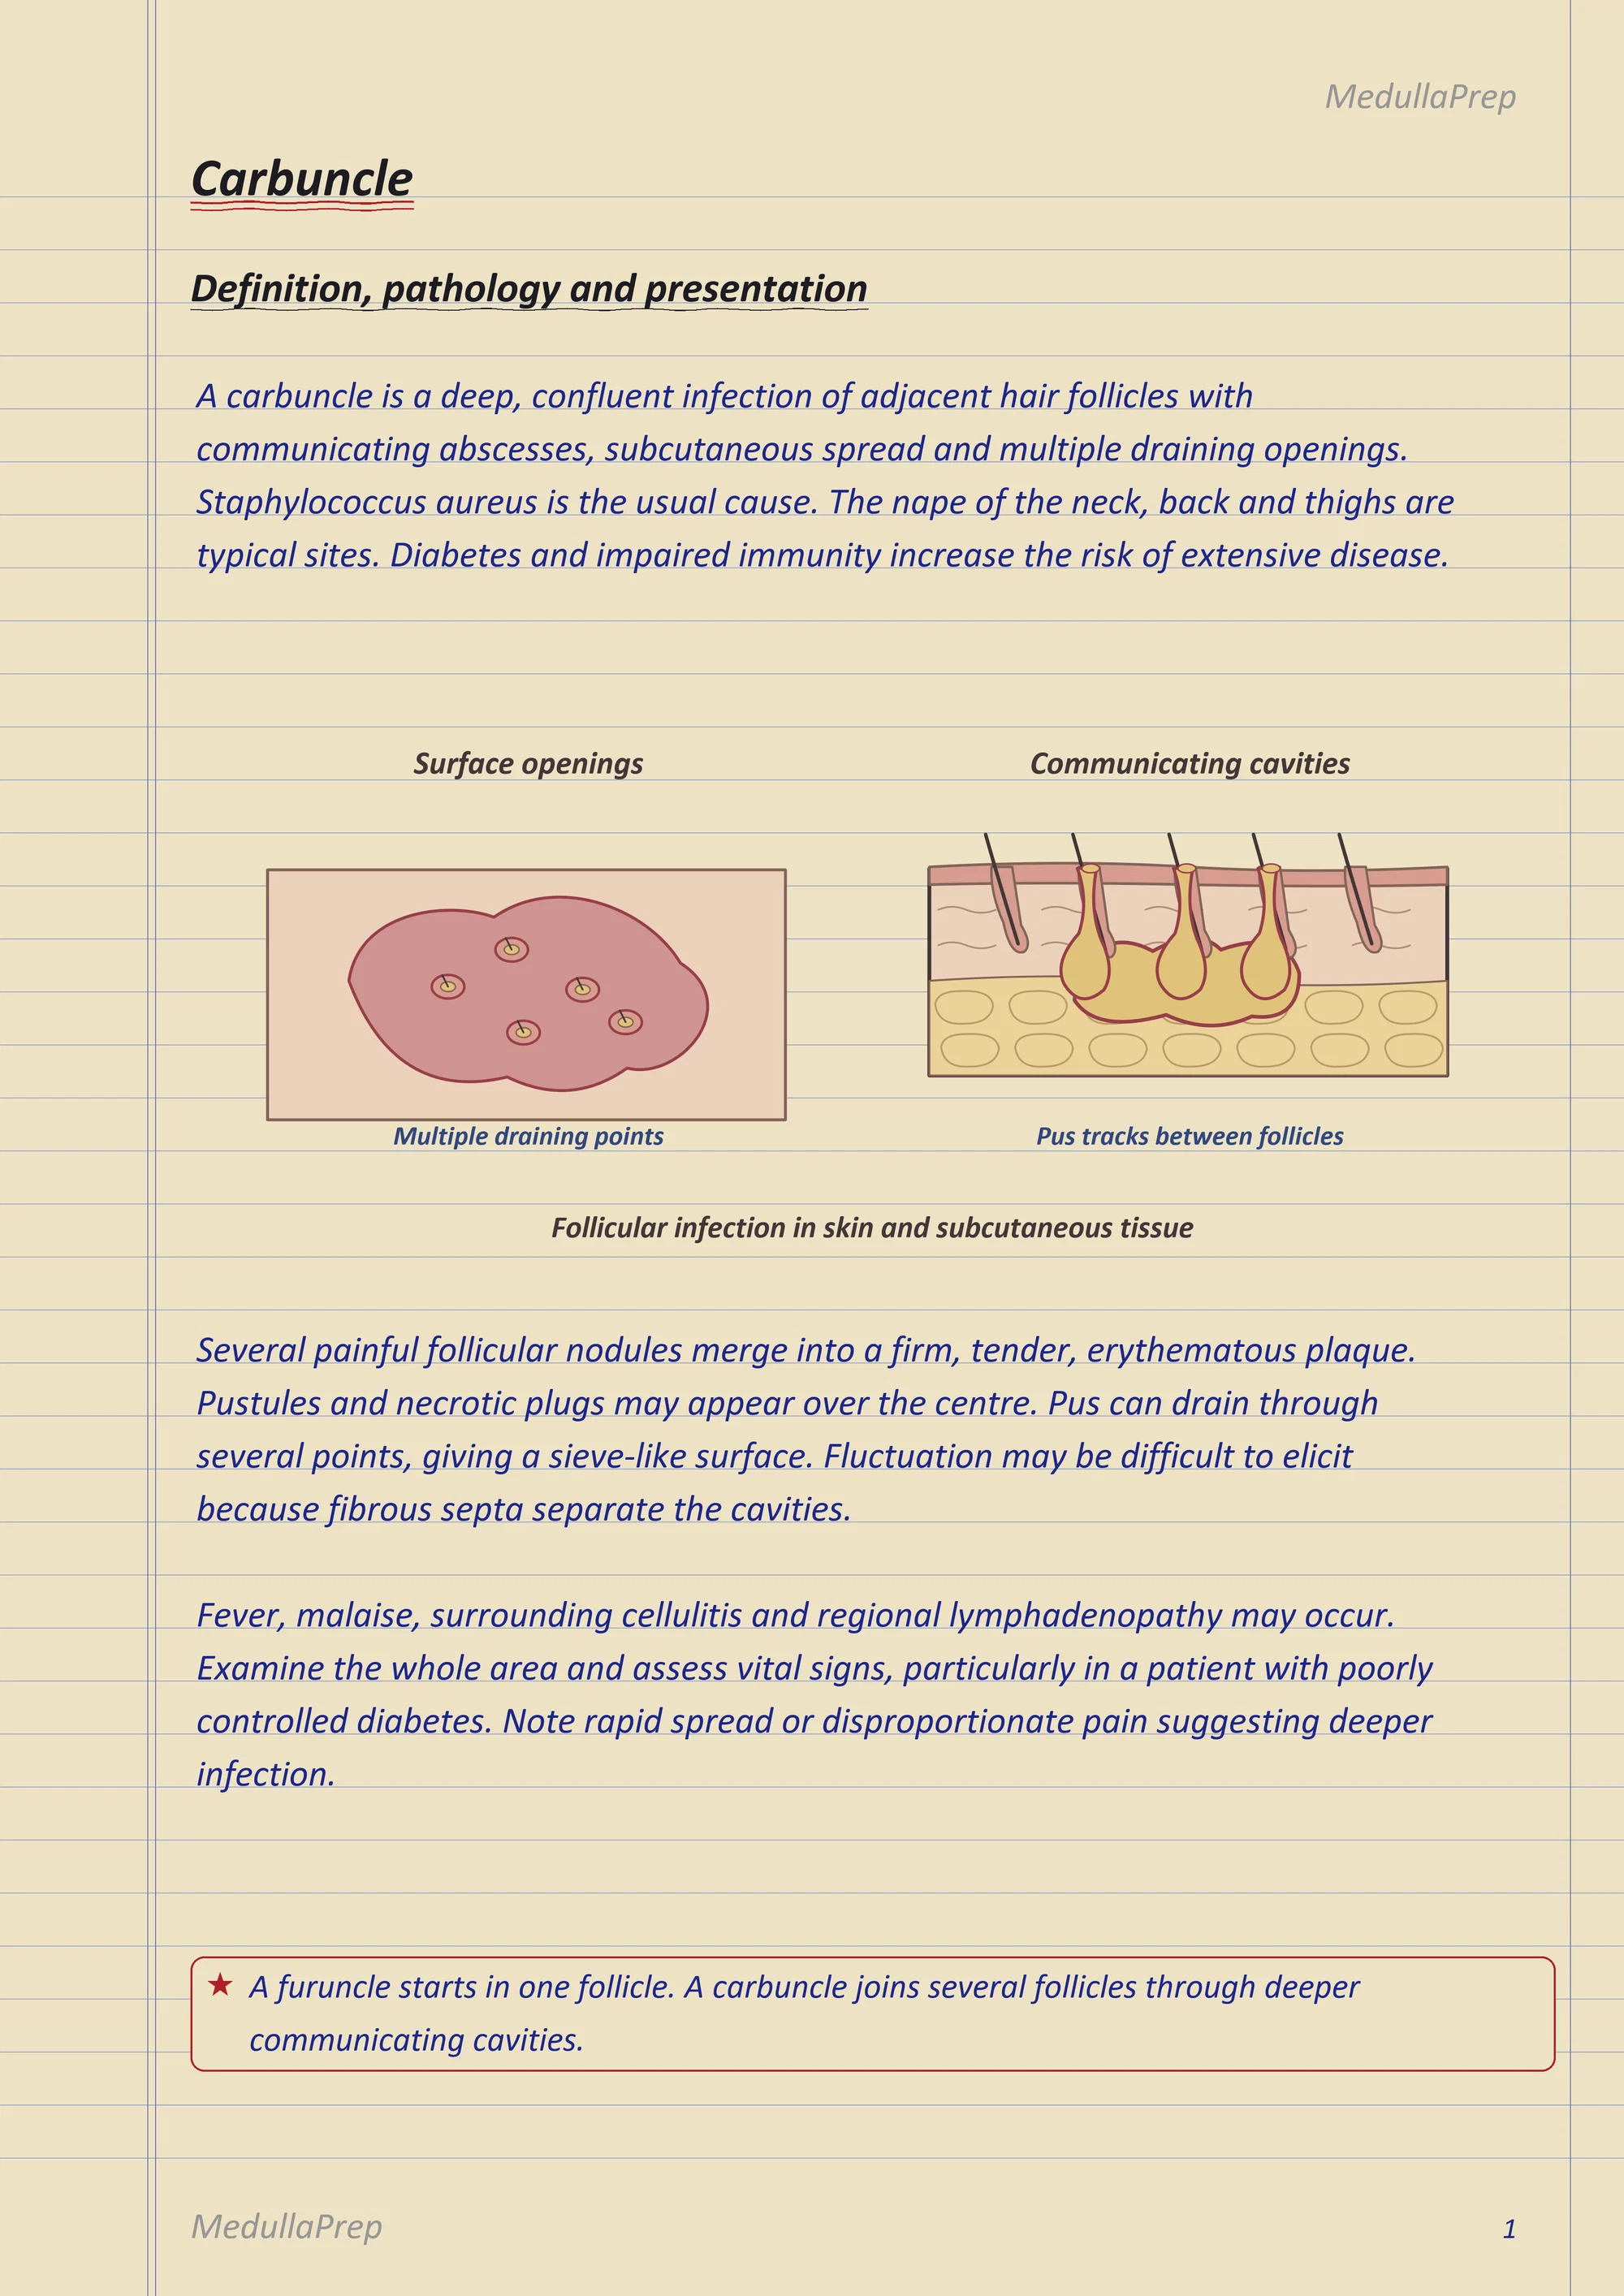 MedullaPrep
Carbuncle
Definition, pathology and presentation
A carbuncle is a deep, confluent infection of adjacent hair follicles with
communicating abscesses, subcutaneous spread and multiple draining openings.
Staphylococcus aureus is the usual cause. The nape of the neck, back and thighs are
typical sites. Diabetes and impaired immunity increase the risk of extensive disease.
Surface openings
Communicating cavities
Multiple draining points
Pus tracks between follicles
Follicular infection in skin and subcutaneous tissue
Several painful follicular nodules merge into a firm, tender, erythematous plaque.
Pustules and necrotic plugs may appear over the centre. Pus can drain through
several points, giving a sieve-like surface. Fluctuation may be difficult to elicit
because fibrous septa separate the cavities.
Fever, malaise, surrounding cellulitis and regional lymphadenopathy may occur.
Examine the whole area and assess vital signs, particularly in a patient with poorly
controlled diabetes. Note rapid spread or disproportionate pain suggesting deeper
infection.
★ A furuncle starts in one follicle. A carbuncle joins several follicles through deeper
communicating cavities.
MedullaPrep
1